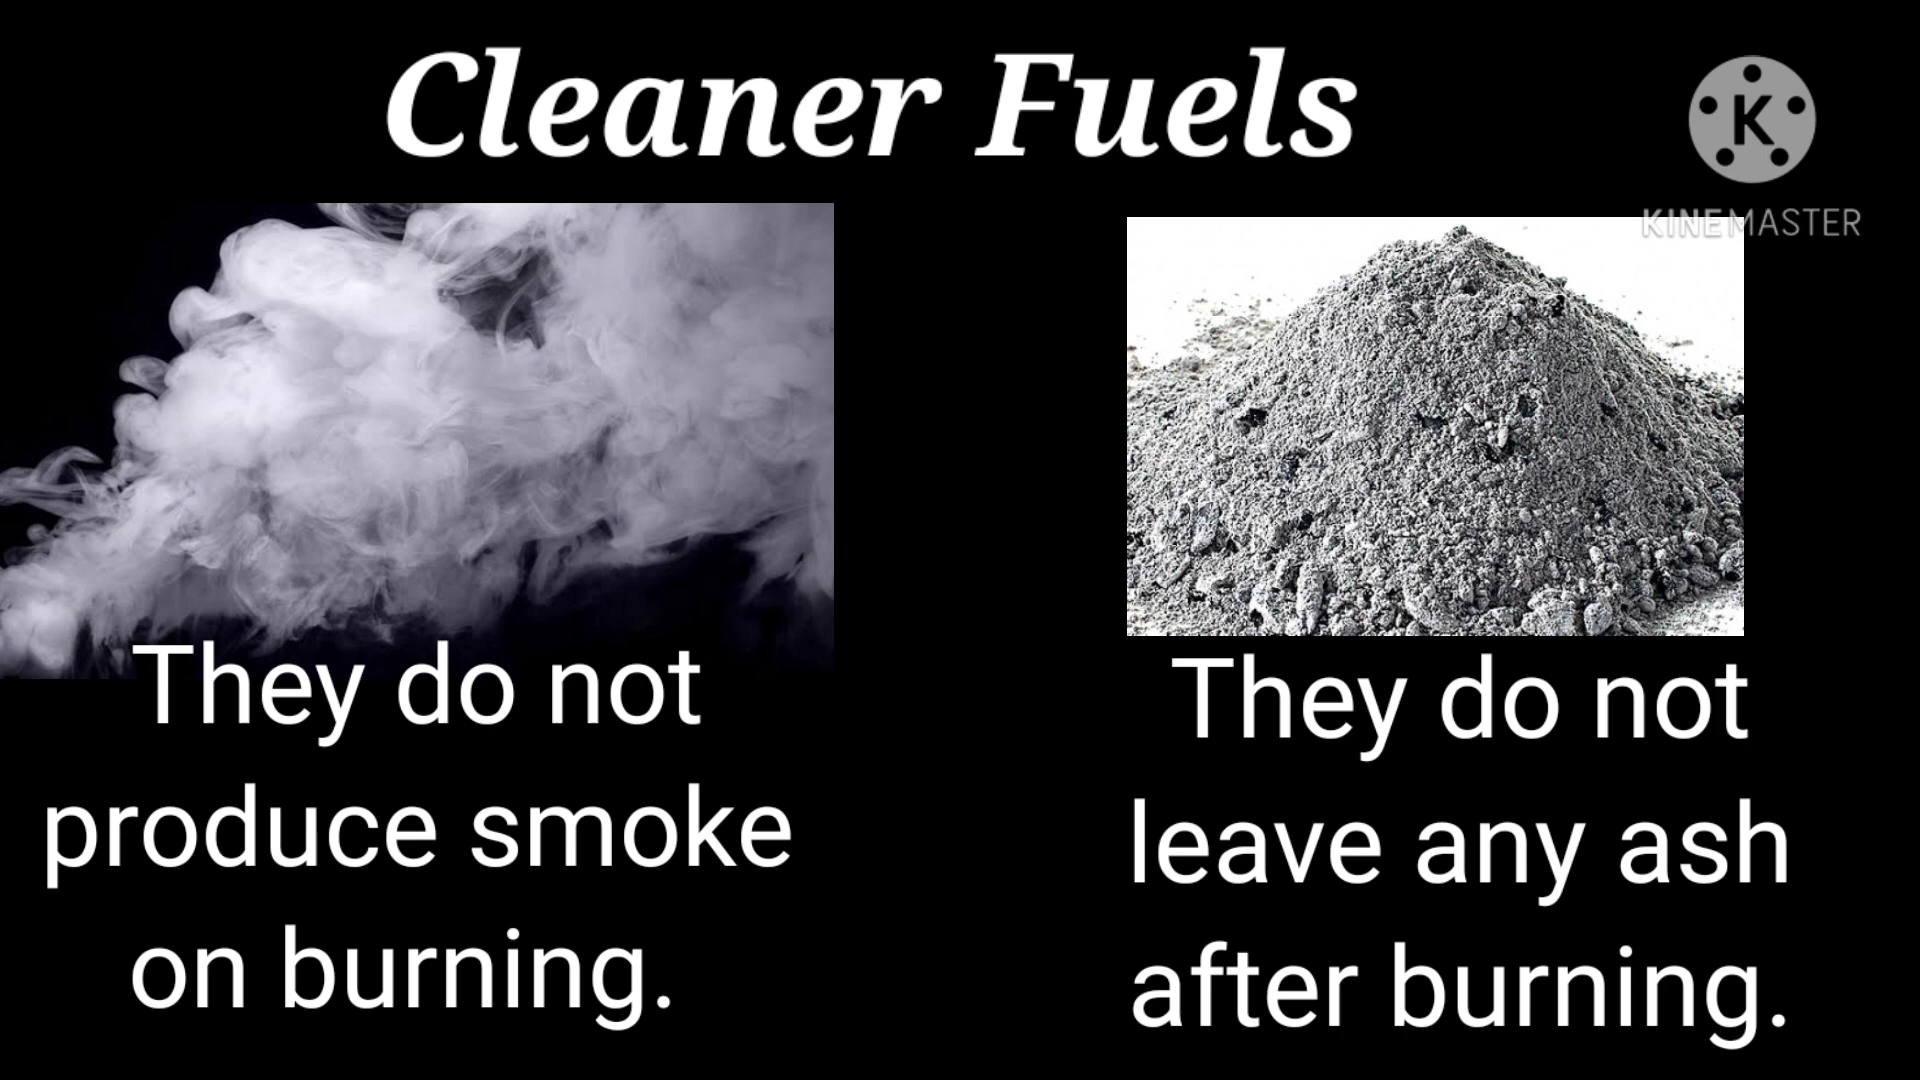 Cleaner Fuels
K
KINEMASTER
They do not
produce smoke
on burning.
They do not
leave any ash
after burning.